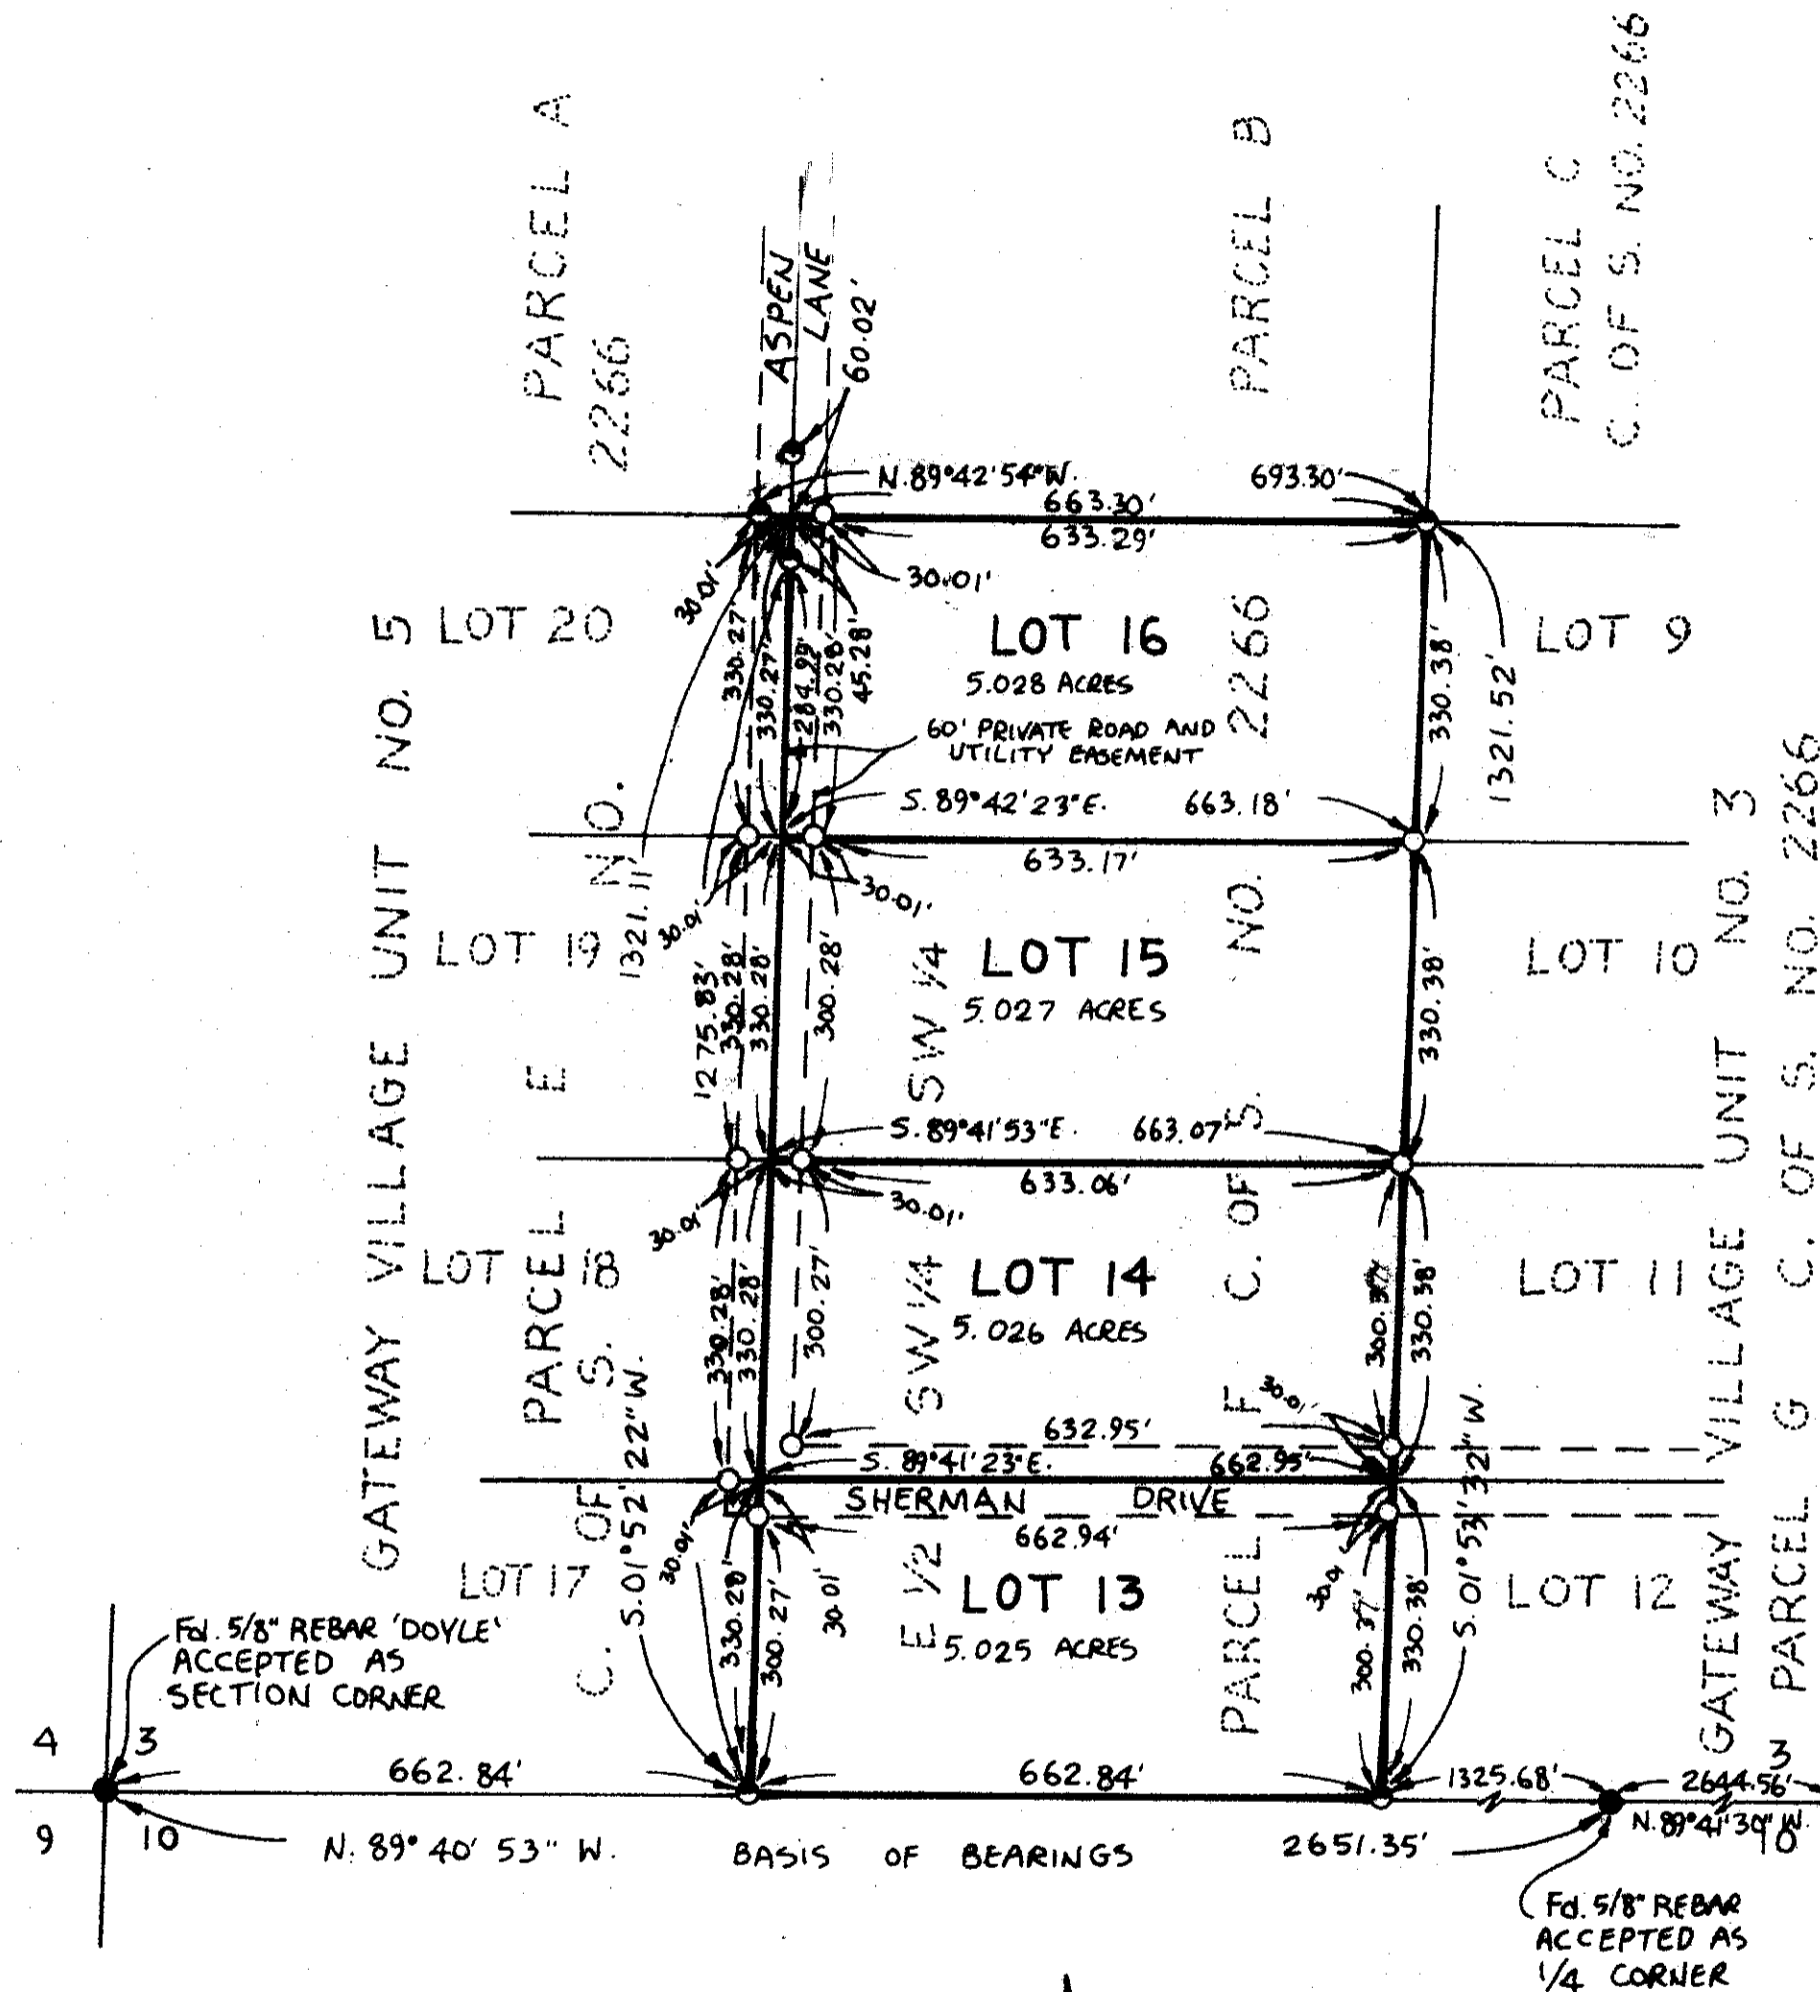 PARCEL A
2266
ASPEN
LANE
60.02'
PARCEL B
PARCEL C
C. OF S. NO. 2266
N. 89°42'54"W.
693.30'
663.30'
633.29'
30.01'
30.01'
330.27'
330.27'
284.99'
330.28'
45.28'
LOT 20
LOT 16
5.028 ACRES
2266
330.38'
1321.52'
LOT 9
60' PRIVATE ROAD AND
UTILITY EASEMENT
S. 89°42'23"E.
663.18'
633.17'
30.01'
30.01'
GATEWAY VILLAGE UNIT NO. 5
NO.
1321.11'
LOT 19
1275.83'
330.28'
330.28'
300.28'
SW 1/4
LOT 15
5.027 ACRES
NO.
330.38'
LOT 10
E
S. 89°41'53"E.
663.07'
633.06'
30.01'
30.01'
S.
LOT 18
PARCEL
S.
330.28'
330.28'
300.27'
SW 1/4
LOT 14
5.026 ACRES
C. OF
300.37'
330.38'
LOT 11
30.01'
632.95'
S. 89°41'23"E.
662.95'
SHERMAN DRIVE
662.94'
F
C. OF
S. 01°52'22"W.
LOT 17
30.01'
330.28'
300.27'
30.01'
E 1/2
LOT 13
5.025 ACRES
PARCEL
300.37'
330.38'
S. 01°53'32"W.
LOT 12
GATEWAY VILLAGE UNIT NO. 3
PARCEL G C. OF S. NO. 2266
Fd. 5/8" REBAR 'DOYLE'
ACCEPTED AS
SECTION CORNER
4
3
662.84'
662.84'
1325.68'
2644.56'
3
9
10
N. 89°40'53" W.
BASIS OF BEARINGS
2651.35'
N. 89°41'30" W.
10
Fd. 5/8" REBAR
ACCEPTED AS
1/4 CORNER